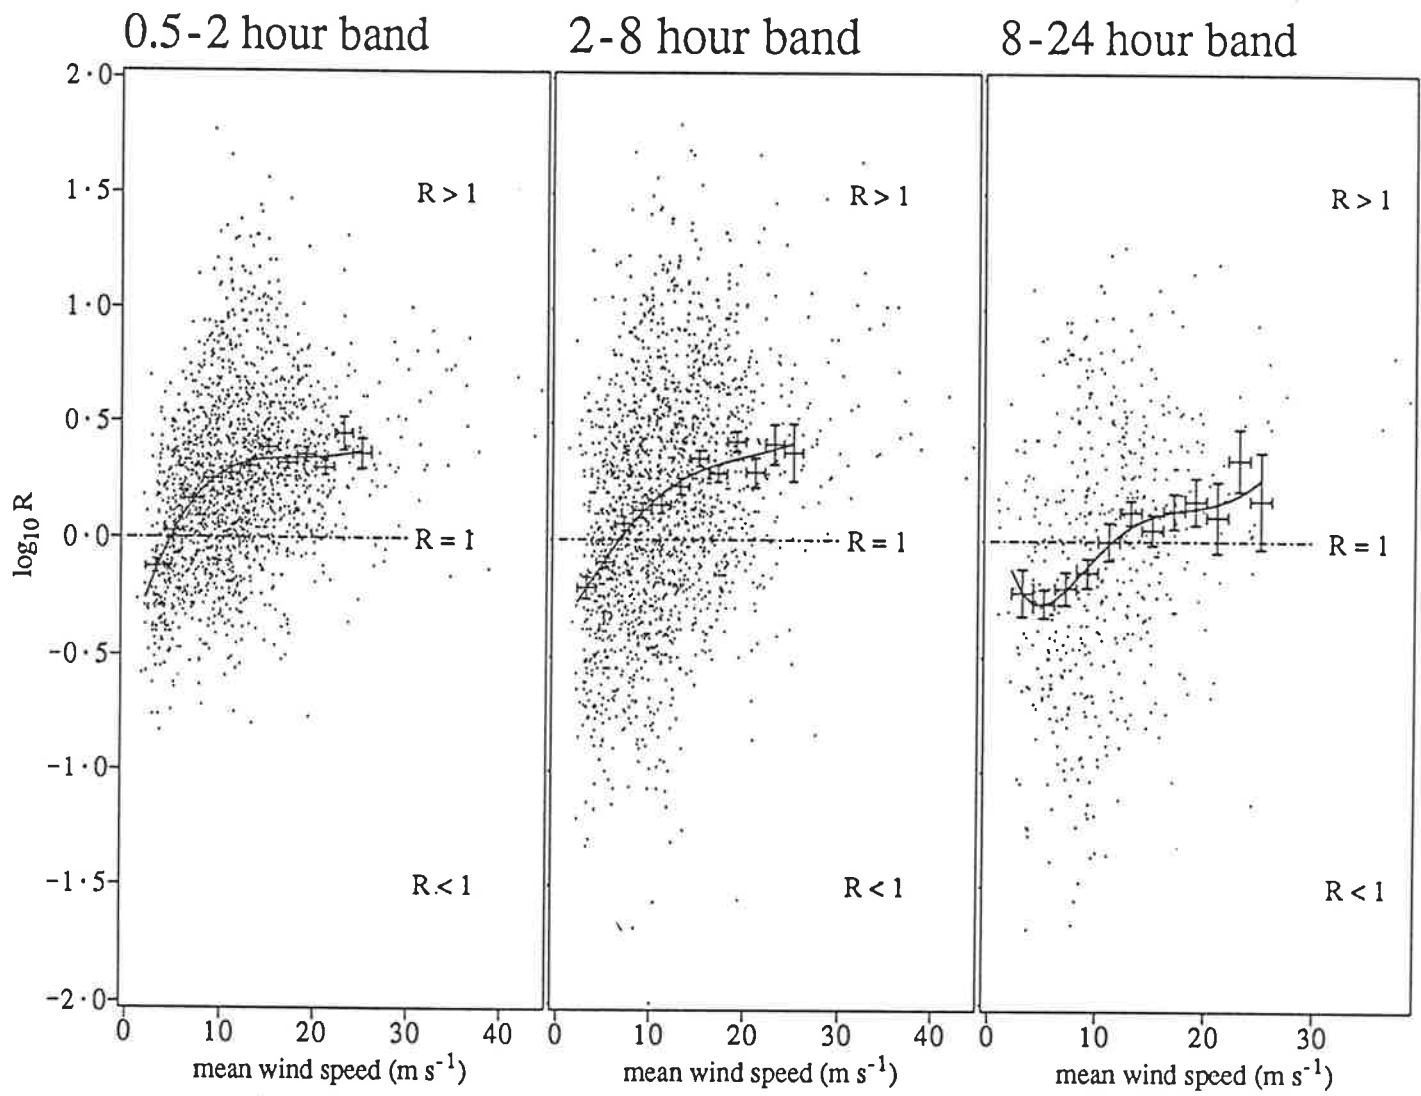 0.5-2 hour band 2-8 hour band 8-24 hour band
2·0
1·5
1·0
0·5
0·0
−0·5
−1·0
−1·5
−2·0
log10 R
R > 1 R > 1 R > 1
R = 1 R = 1 R = 1
R < 1 R < 1 R < 1
0 10 20 30 40 0 10 20 30 40 0 10 20 30
mean wind speed (m s-1) mean wind speed (m s-1) mean wind speed (m s-1)